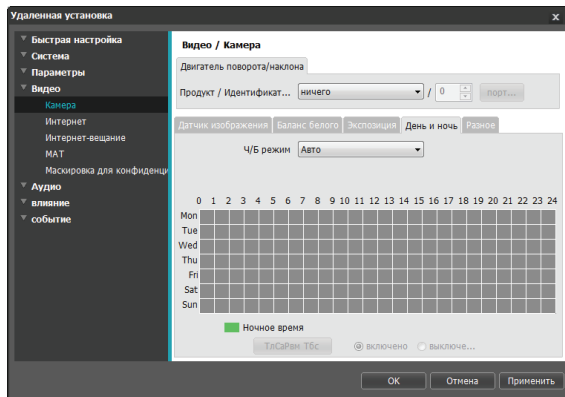 Удаленная установка x
Быстрая настройка
Система
Параметры
Видео
Камера
Интернет
Интернет-вещание
MAT
Маскировка для конфиденци
Аудио
влияние
событие
Видео / Камера
Двигатель поворота/наклона
Продукт / Идентификат... ничего / 0 порт...
Датчик изображения Баланс белого Экспозиция День и ночь Разное
Ч/Б режим Авто
0 1 2 3 4 5 6 7 8 9 10 11 12 13 14 15 16 17 18 19 20 21 22 23 24
Mon
Tue
Wed
Thu
Fri
Sat
Sun
Ночное время
включено выключе...
OK Отмена Применить